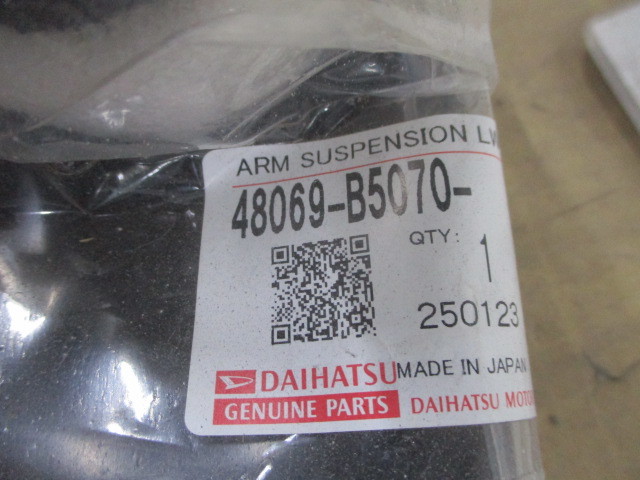 ARM SUSPENSION LW
48069-B5070-
QTY: 1
250123
DAIHATSU MADE IN JAPAN
GENUINE PARTS DAIHATSU MOTO